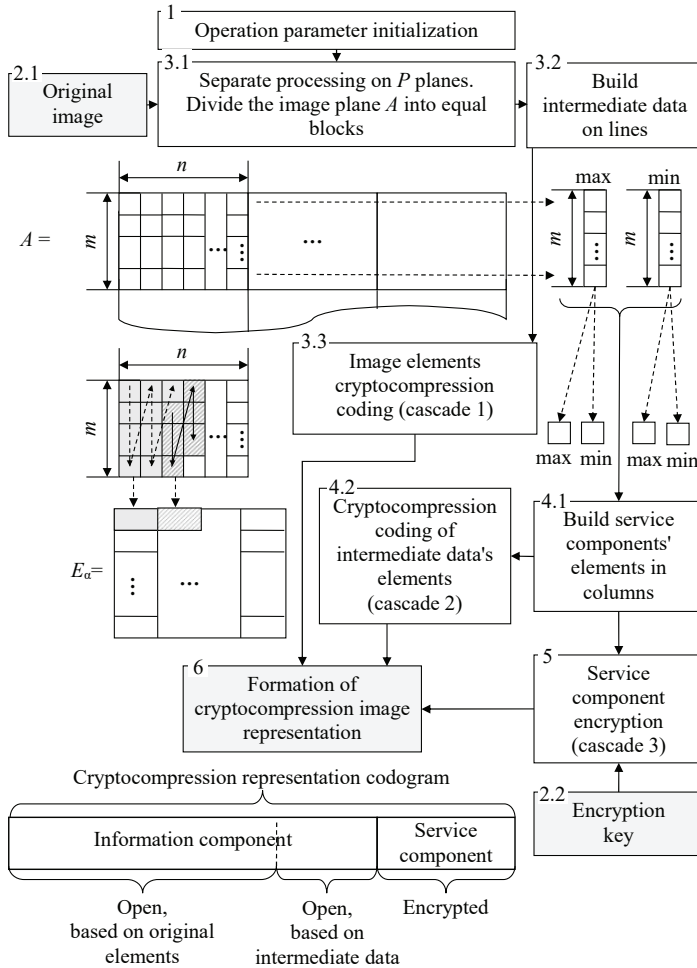 1
Operation parameter initialization
2.1
Original
image
3.1
Separate processing on P planes.
Divide the image plane A into equal
blocks
3.2
Build
intermediate data
on lines
n
max
min
A =
m
...
...
...
m
...
m
...
3.3
Image elements
cryptocompression
coding (cascade 1)
n
m
...
...
max
min
max
min
4.2
Cryptocompression
coding of
intermediate data's
elements
(cascade 2)
4.1
Build service
components'
elements in
columns
Eα=
...
...
6
Formation of
cryptocompression image
representation
5
Service
component
encryption
(cascade 3)
2.2
Encryption
key
Cryptocompression representation codogram
Information component
Service
component
Open,
based on original
elements
Open,
based on
intermediate data
Encrypted